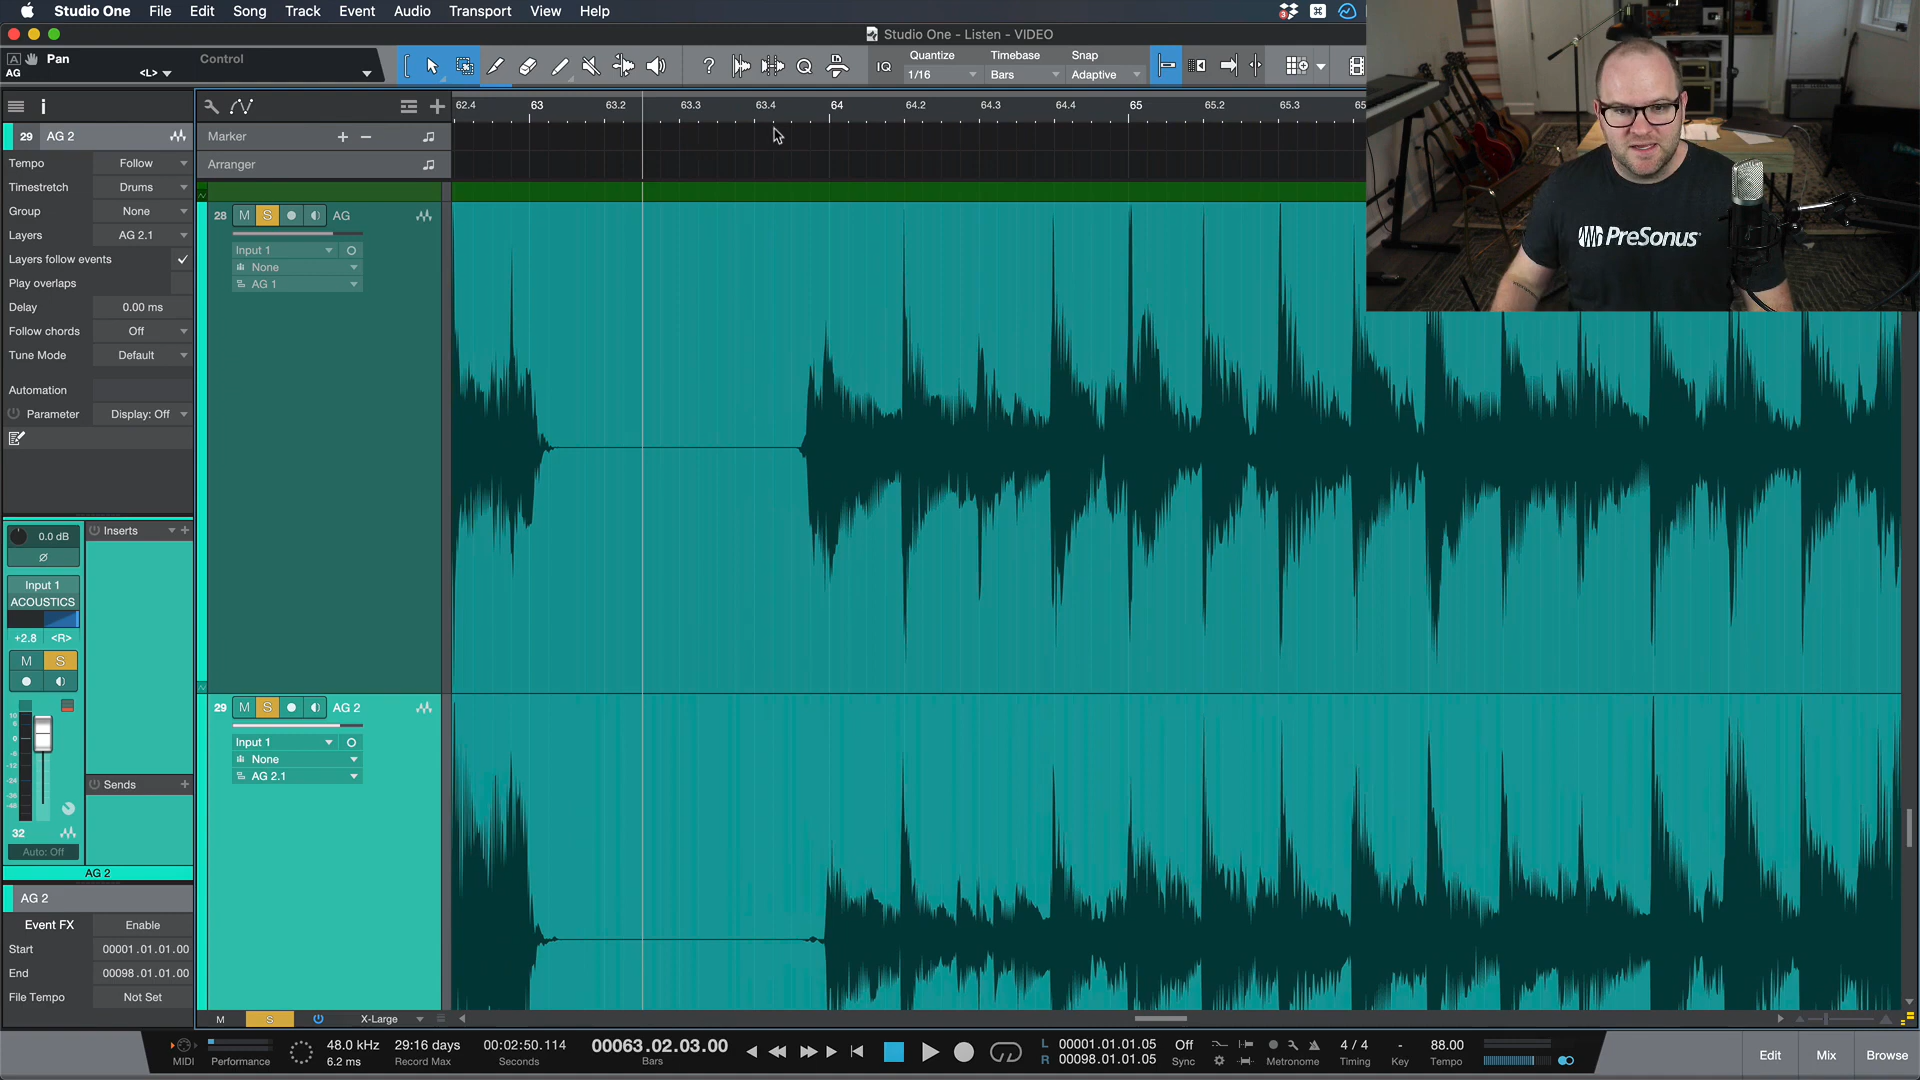 Studio One File Edit Song Track Event Audio Transport View Help
Studio One - Listen - VIDEO
A Pan Control
AG <L>
? IQ
Quantize Timebase Snap
1/16 Bars Adaptive
i
62.4 63 63.2 63.3 63.4 64 64.2 64.3 64.4 65 65.2 65.3 65
29 AG 2
Marker + −
Arranger
Tempo Follow
Timestretch Drums
Group None
Layers AG 2.1
Layers follow events
Play overlaps
Delay 0.00 ms
Follow chords Off
Tune Mode Default
Automation
Parameter Display: Off
28 M S AG
Input 1
None
AG 1
PreSonus
0.0 dB
Ø
Inserts
Input 1
ACOUSTICS
+2.8 <R>
M S
Sends
32
Auto: Off
AG 2
29 M S AG 2
Input 1
None
AG 2.1
AG 2
Event FX Enable
Start 00001.01.01.00
End 00098.01.01.00
File Tempo Not Set
M S X-Large
MIDI Performance
48.0 kHz
6.2 ms
29:16 days
Record Max
00:02:50.114
Seconds
00063.02.03.00
Bars
L 00001.01.01.05
R 00098.01.01.05
Off
Sync
Metronome
4 / 4
Timing
-
Key
88.00
Tempo
Edit Mix Browse